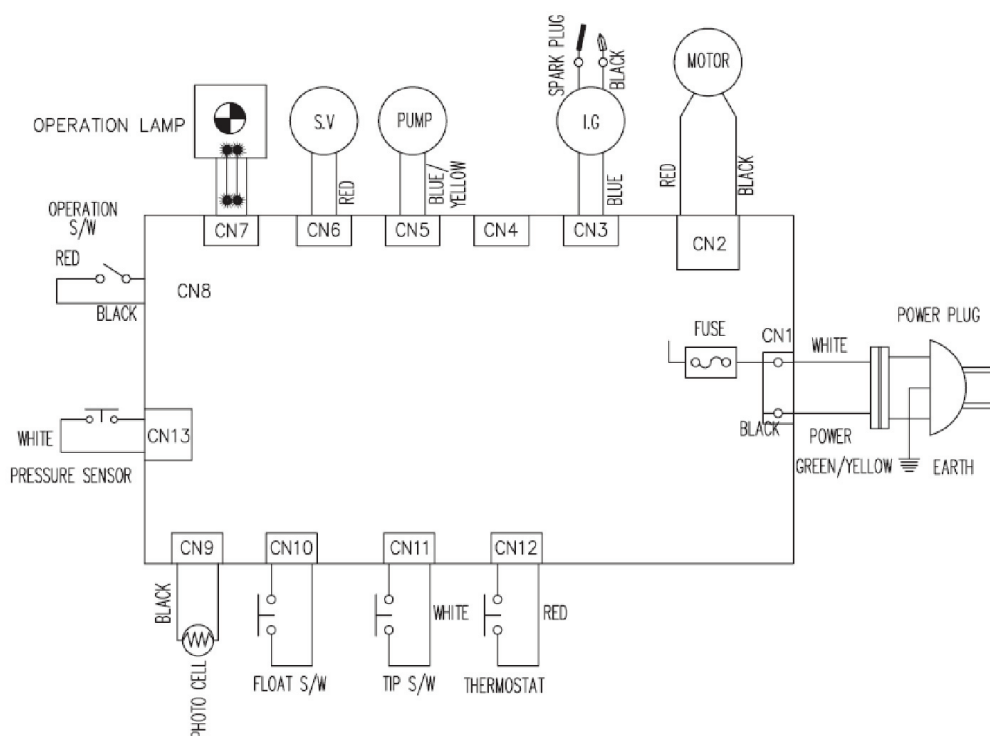 SPARK PLUG
BLACK
MOTOR
OPERATION LAMP
S.V
PUMP
I.G
RED
BLUE/
YELLOW
BLUE
RED
BLACK
OPERATION
S/W
CN7
CN6
CN5
CN4
CN3
CN2
RED
CN8
BLACK
FUSE
CN1
WHITE
POWER PLUG
WHITE
CN13
BLACK
POWER
PRESSURE SENSOR
GREEN/YELLOW
EARTH
CN9
CN10
CN11
CN12
BLACK
WHITE
RED
PHOTO CELL
FLOAT S/W
TIP S/W
THERMOSTAT